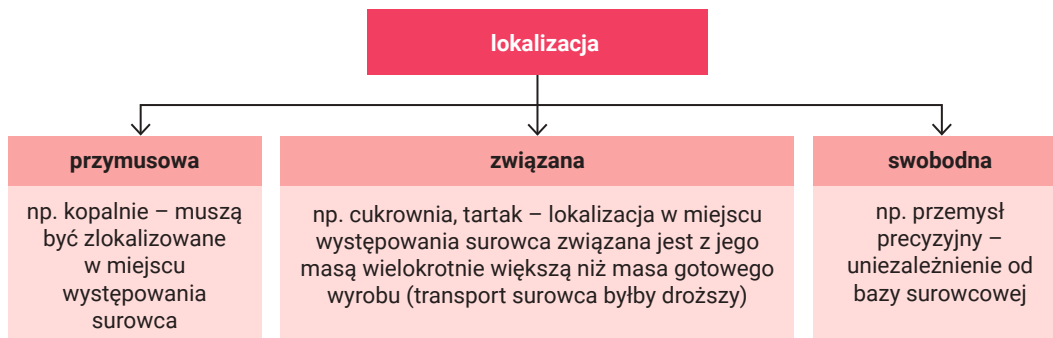 lokalizacja
przymusowa
np. kopalnie – muszą
być zlokalizowane
w miejscu
występowania
surowca
związana
np. cukrownia, tartak – lokalizacja w miejscu
występowania surowca związana jest z jego
masą wielokrotnie większą niż masa gotowego
wyrobu (transport surowca byłby droższy)
swobodna
np. przemysł
precyzyjny –
uniezależnienie od
bazy surowcowej